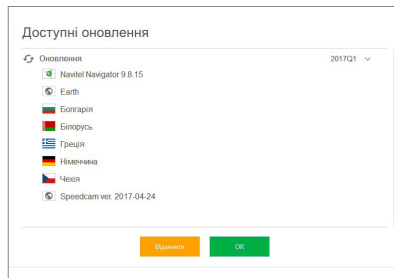 Доступні оновлення
Оновлення 2017Q1
Navitel Navigator 9.8.15
Earth
Болгарія
Білорусь
Греція
Німеччина
Чехія
Speedcam ver. 2017-04-24
Відмінити OK